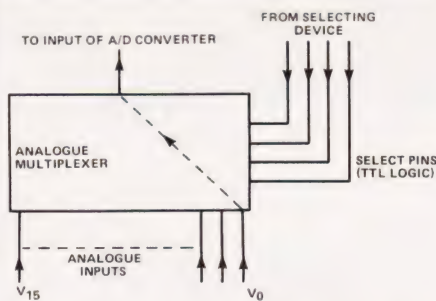 FROM SELECTING
DEVICE
TO INPUT OF A/D CONVERTER
ANALOGUE
MULTIPLEXER
SELECT PINS
(TTL LOGIC)
ANALOGUE
INPUTS
V15
V0